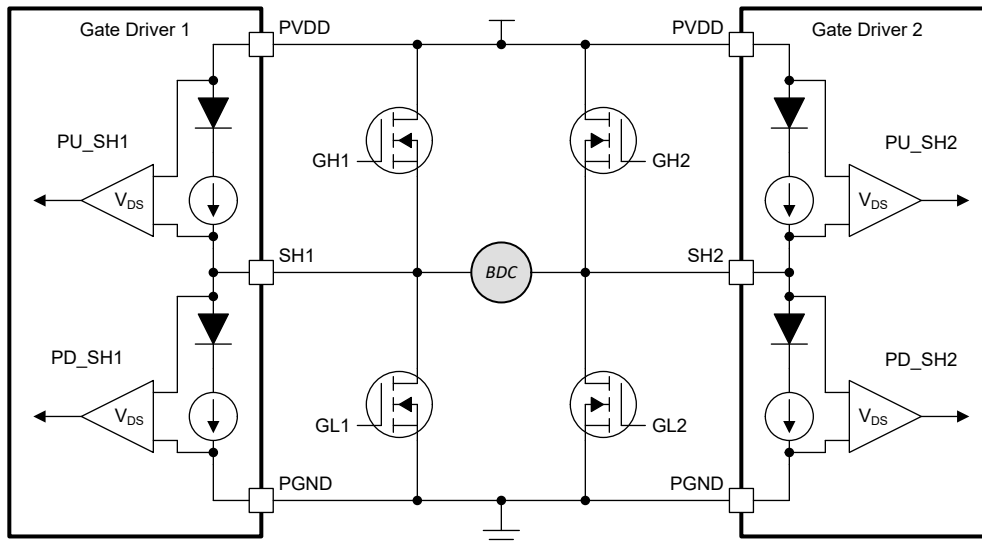 Gate Driver 1
PVDD
PVDD
Gate Driver 2
PU_SH1
GH1
GH2
PU_SH2
VDS
VDS
SH1
BDC
SH2
PD_SH1
GL1
GL2
PD_SH2
VDS
VDS
PGND
PGND